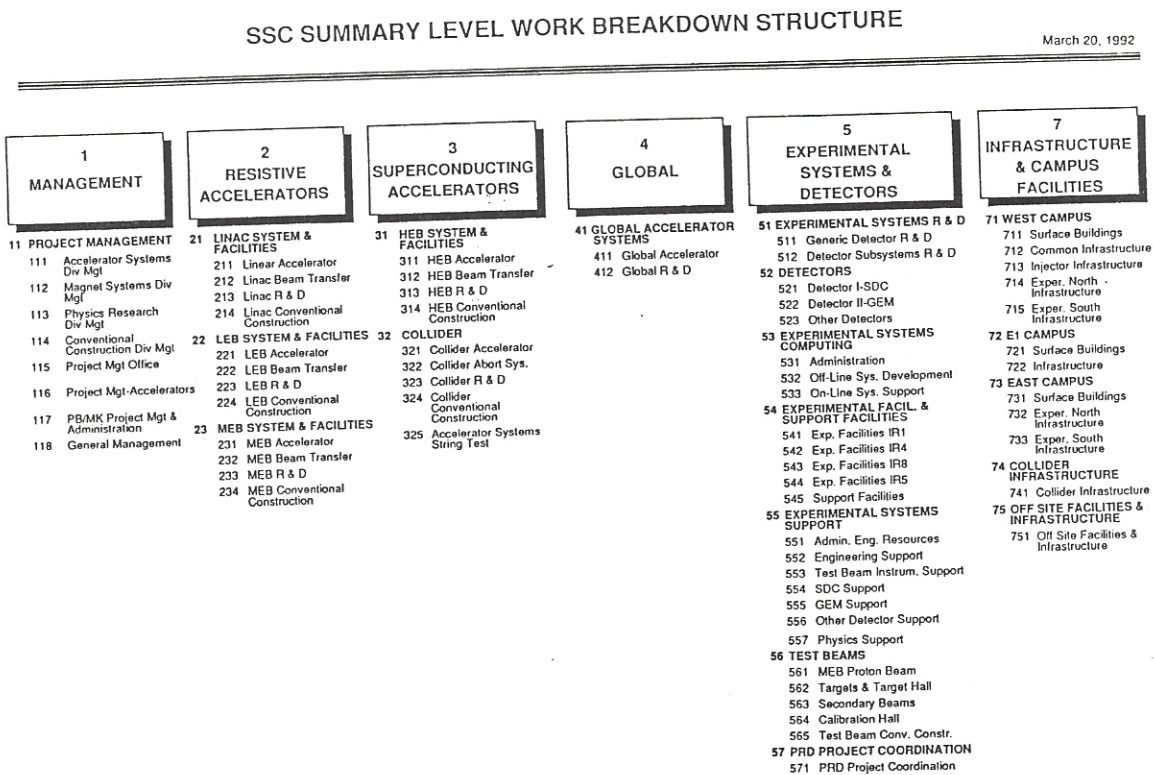 SSC SUMMARY LEVEL WORK BREAKDOWN STRUCTURE
March 20, 1992
1
MANAGEMENT
11 PROJECT MANAGEMENT
111 Accelerator Systems
Div Mgt
112 Magnet Systems Div
Mgt
113 Physics Research
Div Mgt
114 Conventional
Construction Div Mgt
115 Project Mgt Office
116 Project Mgt-Accelerators
117 PB/MK Project Mgt &
Administration
118 General Management
2
RESISTIVE
ACCELERATORS
21 LINAC SYSTEM &
FACILITIES
211 Linear Accelerator
212 Linac Beam Transfer
213 Linac R & D
214 Linac Conventional
Construction
22 LEB SYSTEM & FACILITIES
221 LEB Accelerator
222 LEB Beam Transfer
223 LEB R & D
224 LEB Conventional
Construction
23 MEB SYSTEM & FACILITIES
231 MEB Accelerator
232 MEB Beam Transfer
233 MEB R & D
234 MEB Conventional
Construction
3
SUPERCONDUCTING
ACCELERATORS
31 HEB SYSTEM &
FACILITIES
311 HEB Accelerator
312 HEB Beam Transfer
313 HEB R & D
314 HEB Conventional
Construction
32 COLLIDER
321 Collider Accelerator
322 Collider Abort Sys.
323 Collider R & D
324 Collider
Conventional
Construction
325 Accelerator Systems
String Test
4
GLOBAL
41 GLOBAL ACCELERATOR
SYSTEMS
411 Global Accelerator
412 Global R & D
5
EXPERIMENTAL
SYSTEMS &
DETECTORS
51 EXPERIMENTAL SYSTEMS R & D
511 Generic Detector R & D
512 Detector Subsystems R & D
52 DETECTORS
521 Detector I-SDC
522 Detector II-GEM
523 Other Detectors
53 EXPERIMENTAL SYSTEMS
COMPUTING
531 Administration
532 Off-Line Sys. Development
533 On-Line Sys. Support
54 EXPERIMENTAL FACIL. &
SUPPORT FACILITIES
541 Exp. Facilities IR1
542 Exp. Facilities IR4
543 Exp. Facilities IR8
544 Exp. Facilities IR5
545 Support Facilities
55 EXPERIMENTAL SYSTEMS
SUPPORT
551 Admin. Eng. Resources
552 Engineering Support
553 Test Beam Instrum. Support
554 SDC Support
555 GEM Support
556 Other Detector Support
557 Physics Support
56 TEST BEAMS
561 MEB Proton Beam
562 Targets & Target Hall
563 Secondary Beams
564 Calibration Hall
565 Test Beam Conv. Constr.
57 PRD PROJECT COORDINATION
571 PRD Project Coordination
7
INFRASTRUCTURE
& CAMPUS
FACILITIES
71 WEST CAMPUS
711 Surface Buildings
712 Common Infrastructure
713 Injector Infrastructure
714 Exper. North
Infrastructure
715 Exper. South
Infrastructure
72 E1 CAMPUS
721 Surface Buildings
722 Infrastructure
73 EAST CAMPUS
731 Surface Buildings
732 Exper. North
Infrastructure
733 Exper. South
Infrastructure
74 COLLIDER
INFRASTRUCTURE
741 Collider Infrastructure
75 OFF SITE FACILITIES &
INFRASTRUCTURE
751 Off Site Facilities &
Infrastructure